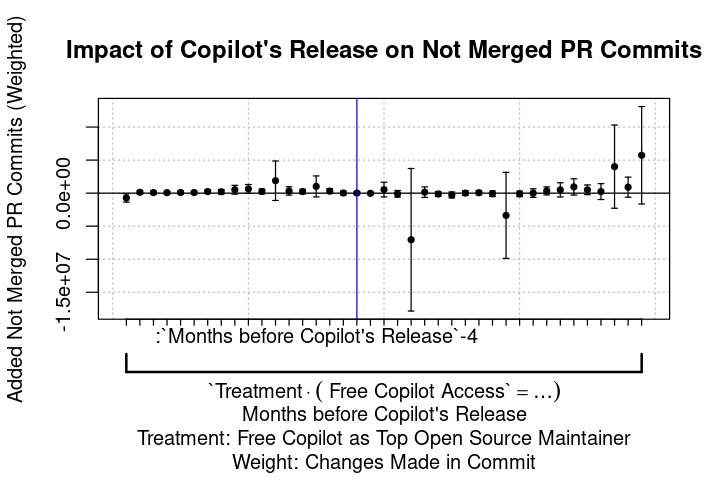 Impact of Copilot's Release on Not Merged PR Commits
Added Not Merged PR Commits (Weighted)
0.0e+00
-1.5e+07
:`Months before Copilot's Release`-4
`Treatment · ( Free Copilot Access` = ...)
Months before Copilot's Release
Treatment: Free Copilot as Top Open Source Maintainer
Weight: Changes Made in Commit